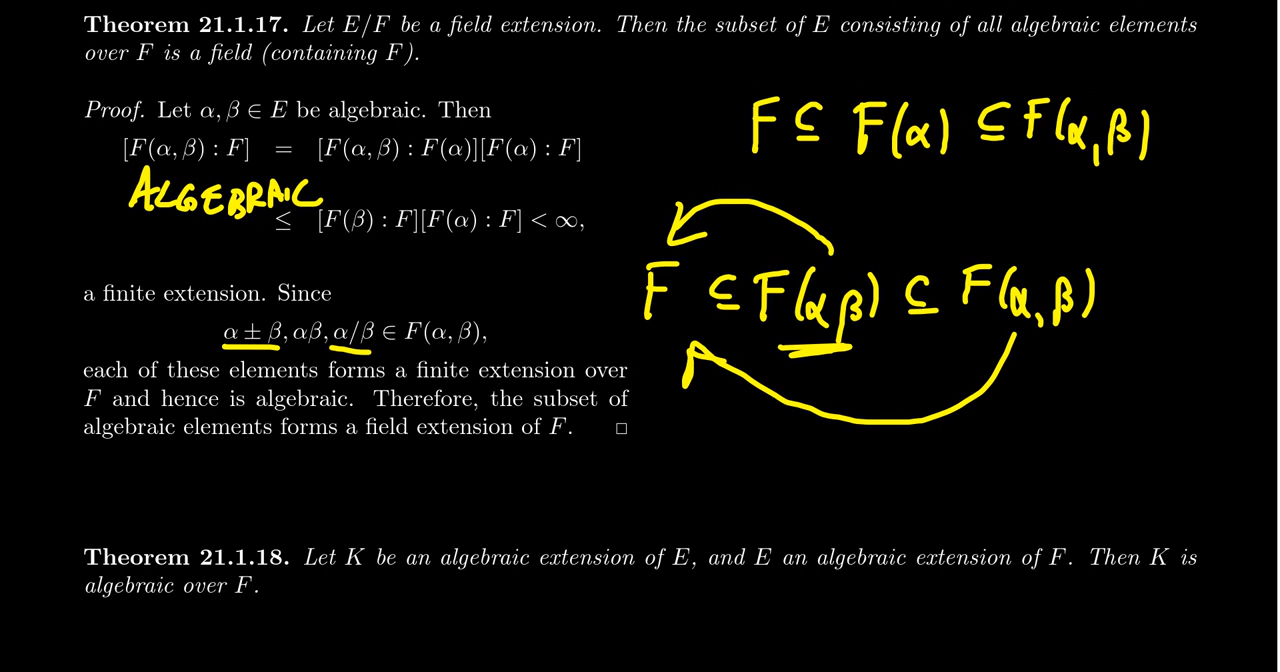 Theorem 21.1.17. Let E/F be a field extension. Then the subset of E consisting of all algebraic elements
over F is a field (containing F).
Proof. Let α, β ∈ E be algebraic. Then
[F(α, β) : F] = [F(α, β) : F(α)][F(α) : F]
ALGEBRAIC
≤ [F(β) : F][F(α) : F] < ∞,
a finite extension. Since
α ± β, αβ, α/β ∈ F(α, β),
each of these elements forms a finite extension over
F and hence is algebraic. Therefore, the subset of
algebraic elements forms a field extension of F. □
F ⊆ F(α) ⊆ F(α, β)
F ⊆ F(αβ) ⊆ F(α, β)
Theorem 21.1.18. Let K be an algebraic extension of E, and E an algebraic extension of F. Then K is
algebraic over F.